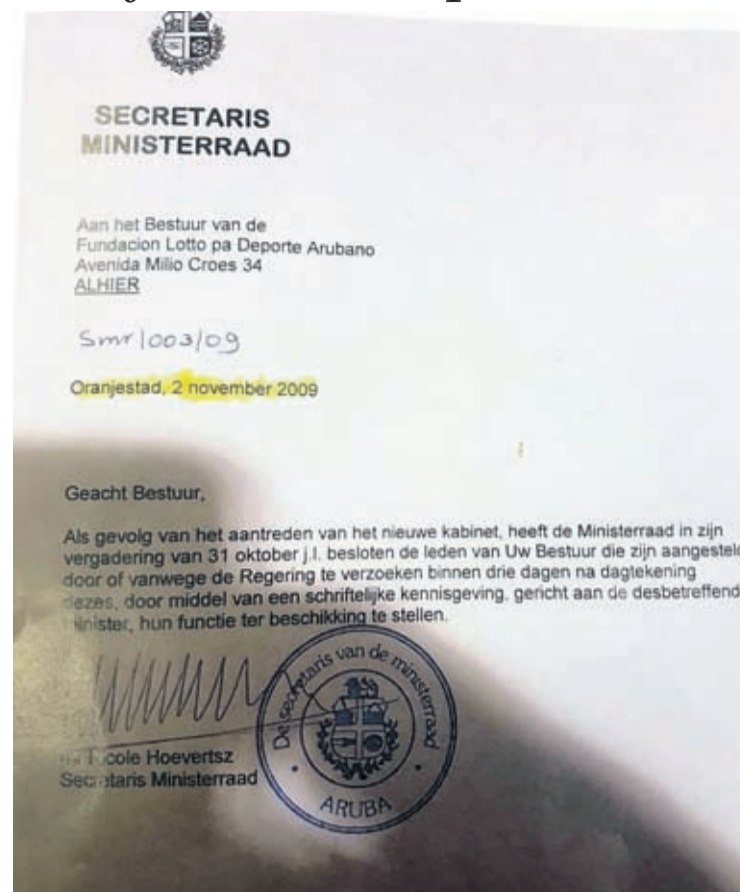 SECRETARIS
MINISTERRAAD
Aan het Bestuur van de
Fundacion Lotto pa Deporte Arubano
Avenida Milio Croes 34
ALHIER
Smr/003/09
Oranjestad, 2 november 2009
Geacht Bestuur,
Als gevolg van het aantreden van het nieuwe kabinet, heeft de Ministerraad in zijn
vergadering van 31 oktober j.l. besloten de leden van Uw Bestuur die zijn aangesteld
door of vanwege de Regering te verzoeken binnen drie dagen na dagtekening
dezes, door middel van een schriftelijke kennisgeving, gericht aan de desbetreffend
minister, hun functie ter beschikking te stellen.
De secretaris van de ministerraad
ARUBA
Nicole Hoevertsz
Secretaris Ministerraad